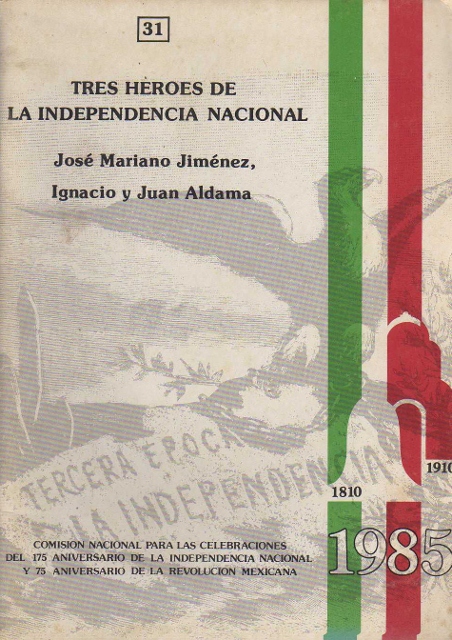 31
TRES HEROES DE
LA INDEPENDENCIA NACIONAL
José Mariano Jiménez,
Ignacio y Juan Aldama
TERCERA EPOCA
LA INDEPENDENCIA
1810
1910
1985
COMISION NACIONAL PARA LAS CELEBRACIONES
DEL 175 ANIVERSARIO DE LA INDEPENDENCIA NACIONAL
Y 75 ANIVERSARIO DE LA REVOLUCION MEXICANA